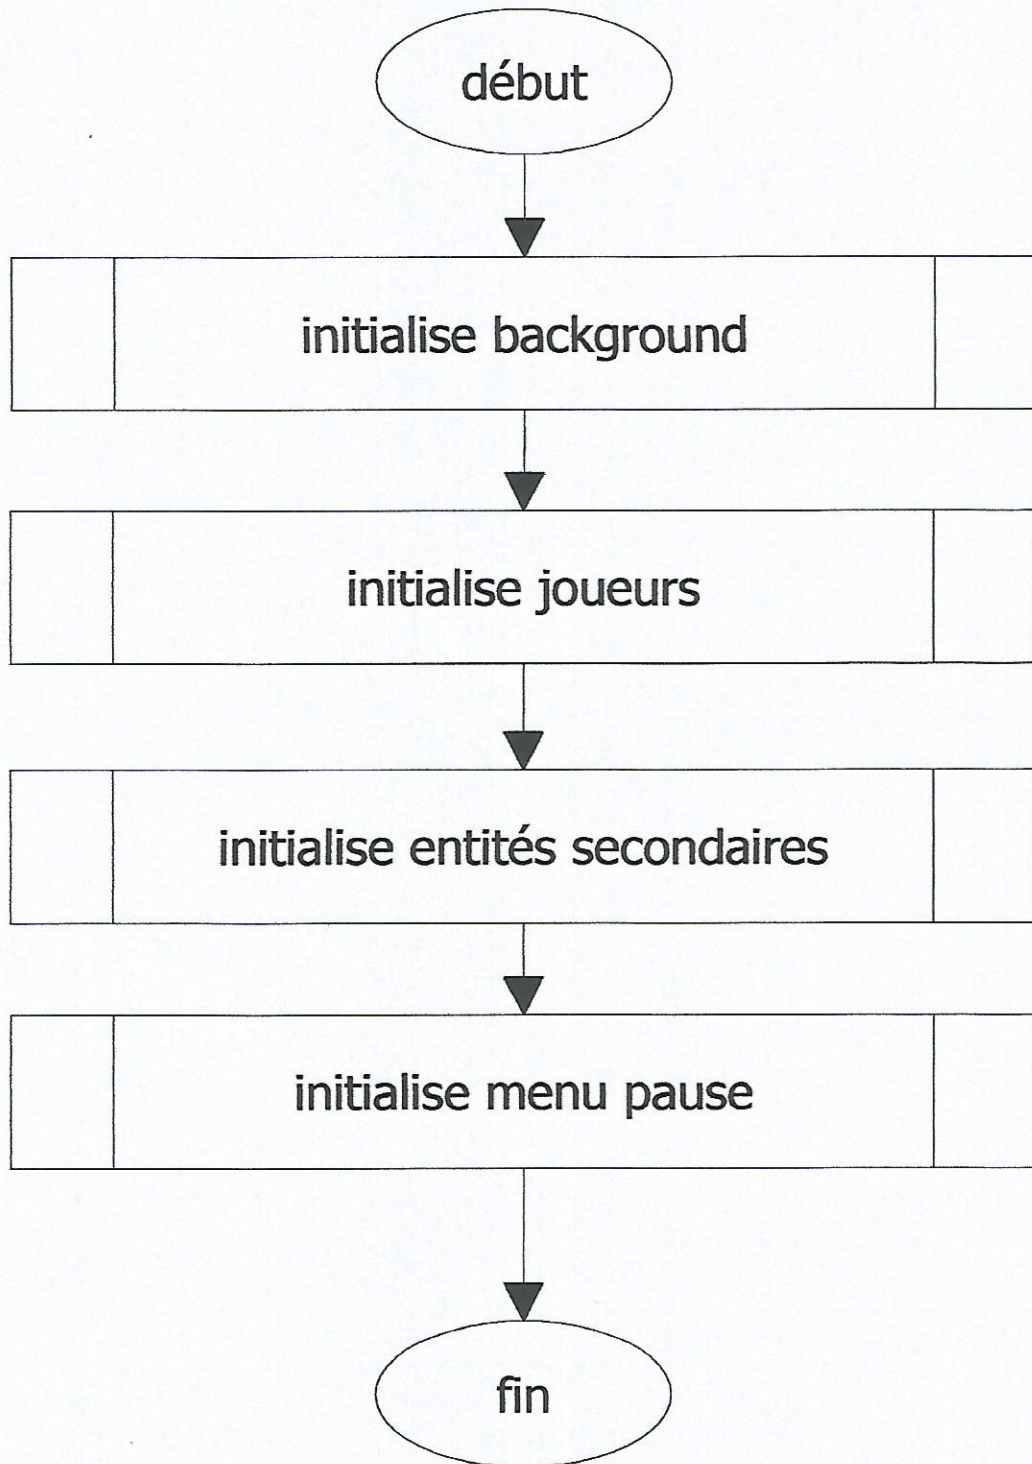 début
initialise background
initialise joueurs
initialise entités secondaires
initialise menu pause
fin